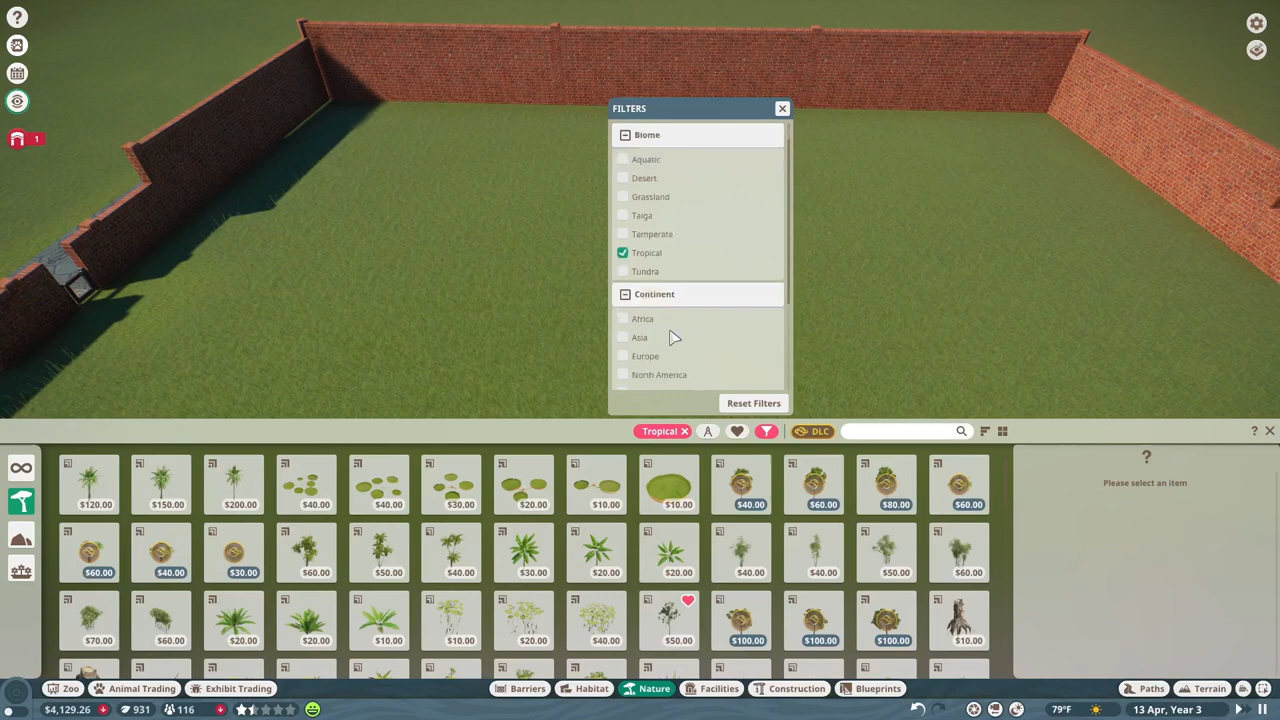 FILTERS
Biome
Aquatic
Desert
Grassland
Taiga
Temperate
Tropical
Tundra
Continent
Africa
Asia
Europe
North America
Reset Filters
1
Tropical
DLC
?
Please select an item
$120.00 $150.00 $200.00 $40.00 $40.00 $30.00 $20.00 $10.00 $10.00 $40.00 $60.00 $80.00 $60.00
$60.00 $40.00 $30.00 $60.00 $50.00 $40.00 $30.00 $20.00 $20.00 $40.00 $40.00 $50.00 $60.00
$70.00 $60.00 $20.00 $20.00 $10.00 $10.00 $20.00 $40.00 $50.00 $100.00 $100.00 $100.00 $10.00
Zoo Animal Trading Exhibit Trading Barriers Habitat Nature Facilities Construction Blueprints Paths Terrain
$4,129.26 931 116 79°F 13 Apr, Year 3